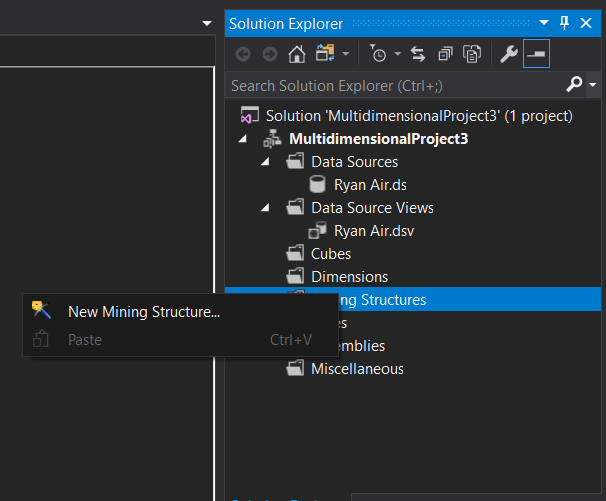 Solution Explorer
Search Solution Explorer (Ctrl+;)
Solution 'MultidimensionalProject3' (1 project)
MultidimensionalProject3
Data Sources
Ryan Air.ds
Data Source Views
Ryan Air.dsv
Cubes
Dimensions
Structures
New Mining Structure...
Paste Ctrl+V
Miscellaneous